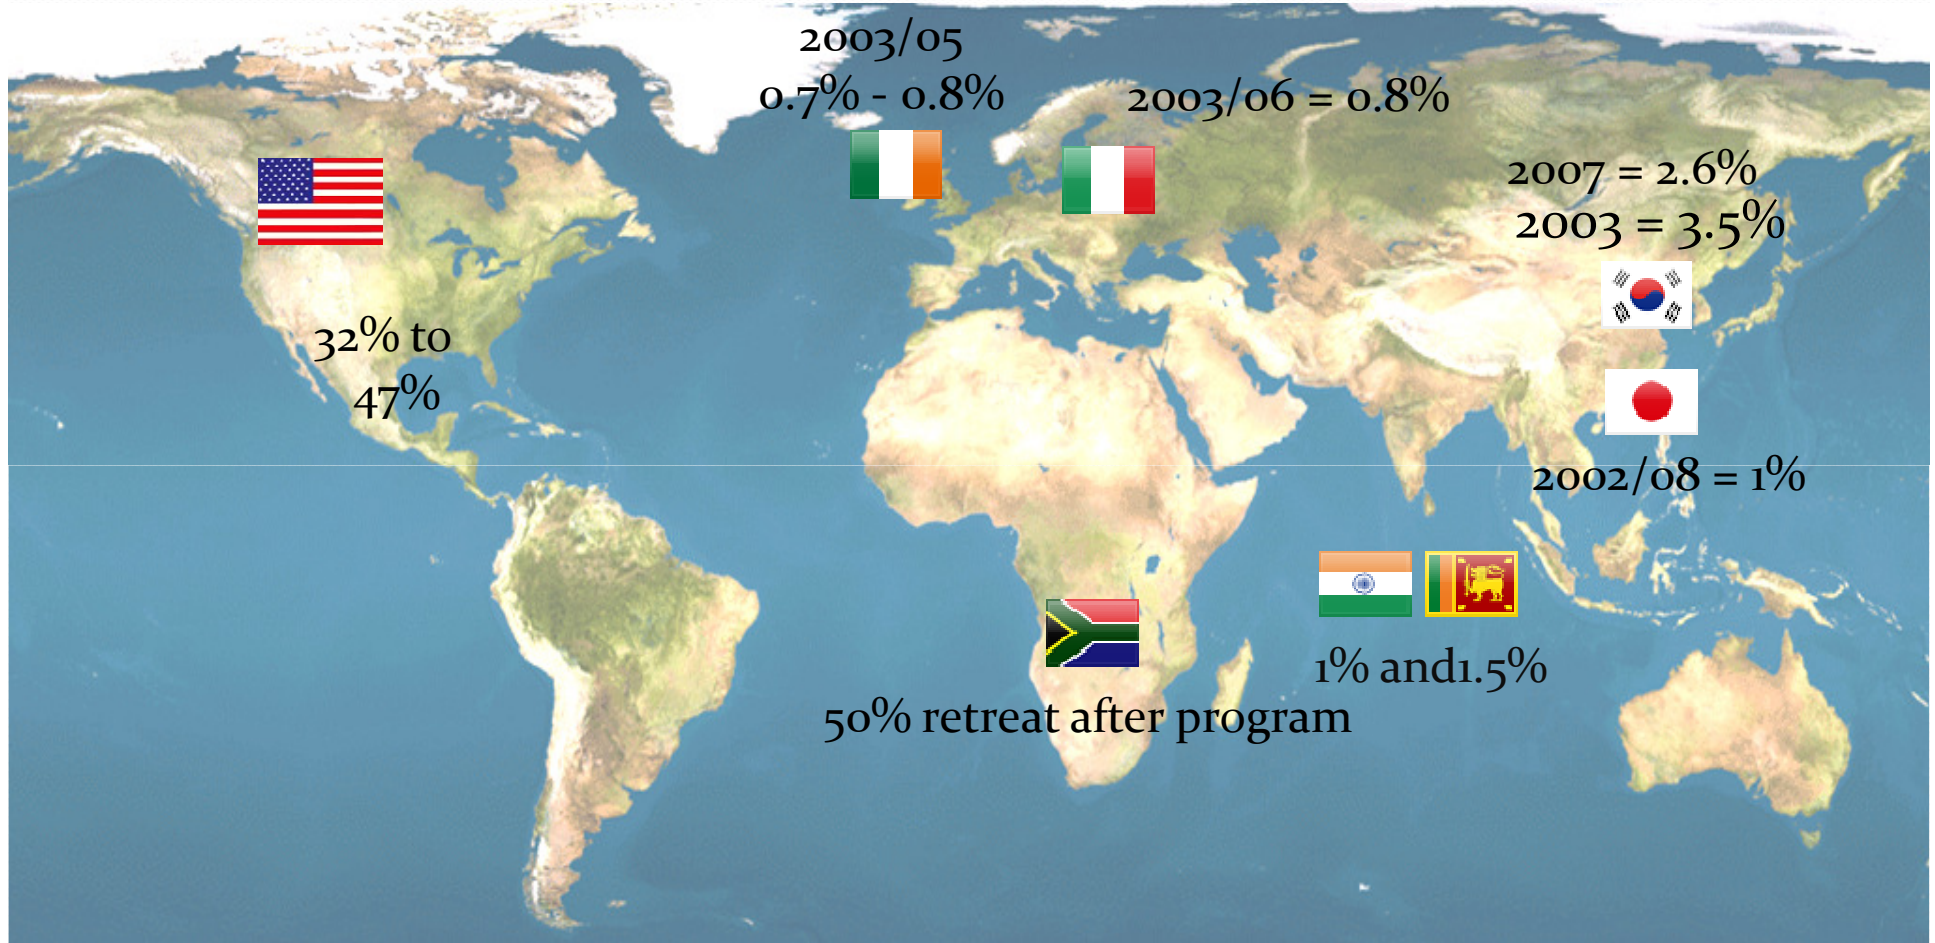 2003/05
0.7% - 0.8%
2003/06 = 0.8%
2007 = 2.6%
2003 = 3.5%
32% to
47%
2002/08 = 1%
1% and1.5%
50% retreat after program